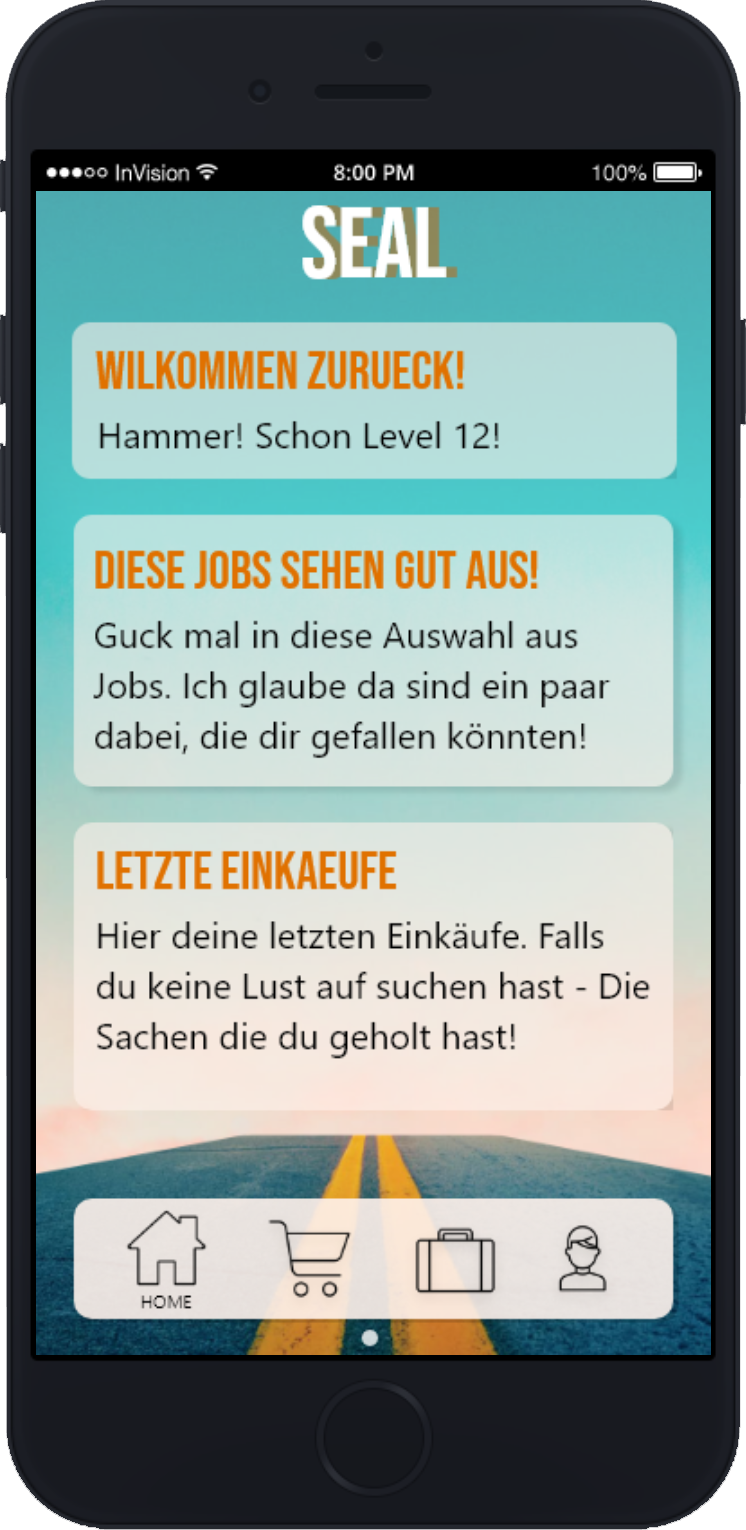 InVision 8:00 PM 100%
SEAL.
WILKOMMEN ZURUECK!
Hammer! Schon Level 12!
DIESE JOBS SEHEN GUT AUS!
Guck mal in diese Auswahl aus
Jobs. Ich glaube da sind ein paar
dabei, die dir gefallen könnten!
LETZTE EINKAEUFE
Hier deine letzten Einkäufe. Falls
du keine Lust auf suchen hast - Die
Sachen die du geholt hast!
HOME